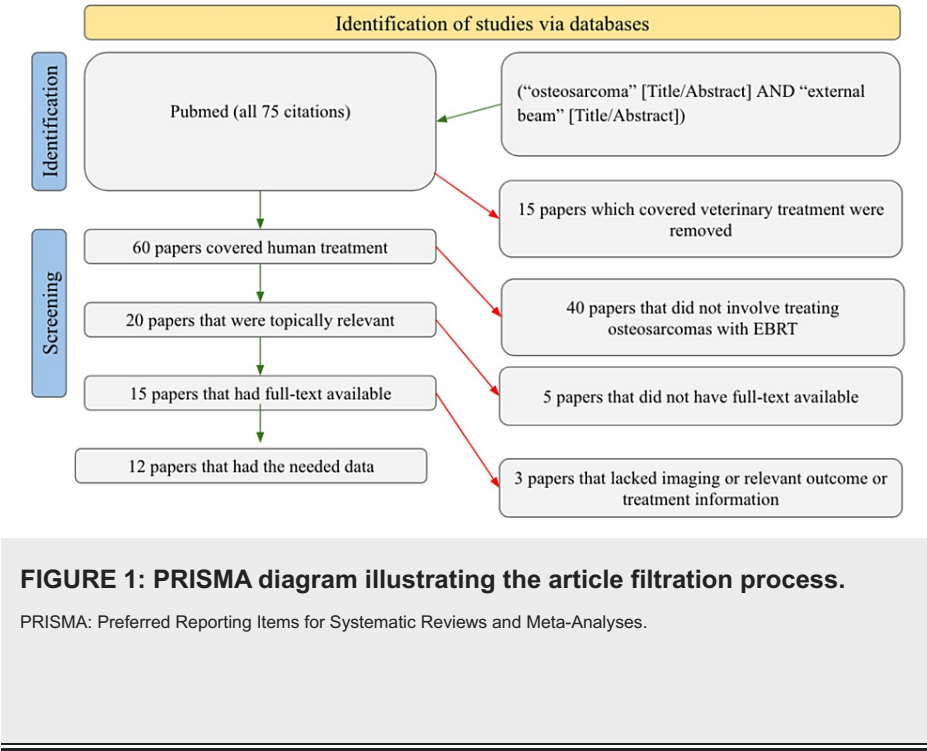 Identification of studies via databases
Identification
Pubmed (all 75 citations)
(“osteosarcoma” [Title/Abstract] AND “external
beam” [Title/Abstract])
15 papers which covered veterinary treatment were
removed
Screening
60 papers covered human treatment
40 papers that did not involve treating
osteosarcomas with EBRT
20 papers that were topically relevant
5 papers that did not have full-text available
15 papers that had full-text available
3 papers that lacked imaging or relevant outcome or
treatment information
12 papers that had the needed data
FIGURE 1: PRISMA diagram illustrating the article filtration process.
PRISMA: Preferred Reporting Items for Systematic Reviews and Meta-Analyses.